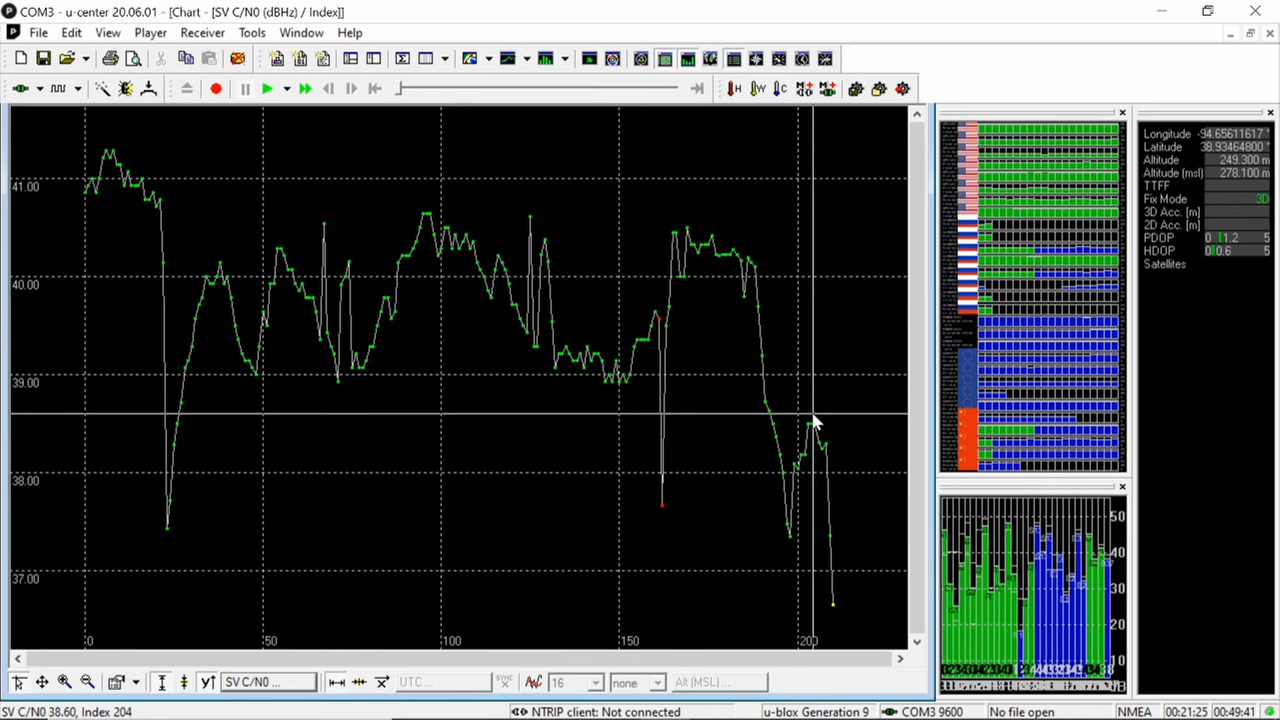 COM3 - u-center 20.06.01 - [Chart - [SV C/N0 (dBHz) / Index]]
File Edit View Player Receiver Tools Window Help
41.00
40.00
39.00
38.00
37.00
0 50 100 150 200
Longitude -94.65611617 °
Latitude 38.93464800 °
Altitude 249.300 m
Altitude (msl) 278.100 m
TTFF
Fix Mode 3D
3D Acc. [m]
2D Acc. [m]
PDOP 0 1.2 5
HDOP 0 0.6 5
Satellites
50
40
30
20
10
dB
SV C/N0 ... UTC ... 16 none Alt (MSL) ...
SV C/N0 38.60, Index 204 NTRIP client: Not connected u-blox Generation 9 COM3 9600 No file open NMEA 00:21:25 00:49:41